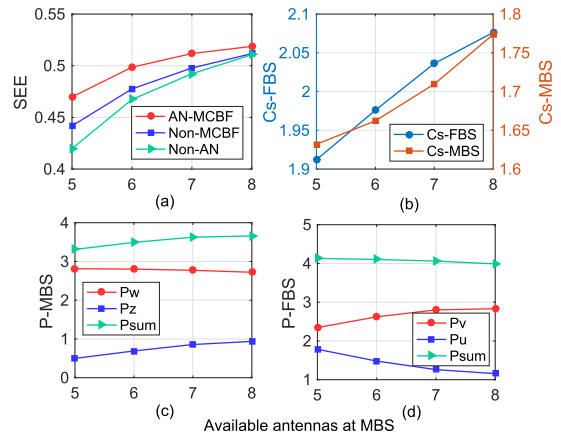 0.55
0.5
0.45
0.4
SEE
AN-MCBF
Non-MCBF
Non-AN
5 6 7 8
(a)
2.1
2.05
2
1.95
1.9
Cs-FBS
1.8
1.75
1.7
1.65
1.6
Cs-MBS
Cs-FBS
Cs-MBS
5 6 7 8
(b)
4
3
2
1
0
P-MBS
Pw
Pz
Psum
5 6 7 8
(c)
5
4
3
2
1
P-FBS
Pv
Pu
Psum
5 6 7 8
(d)
Available antennas at MBS